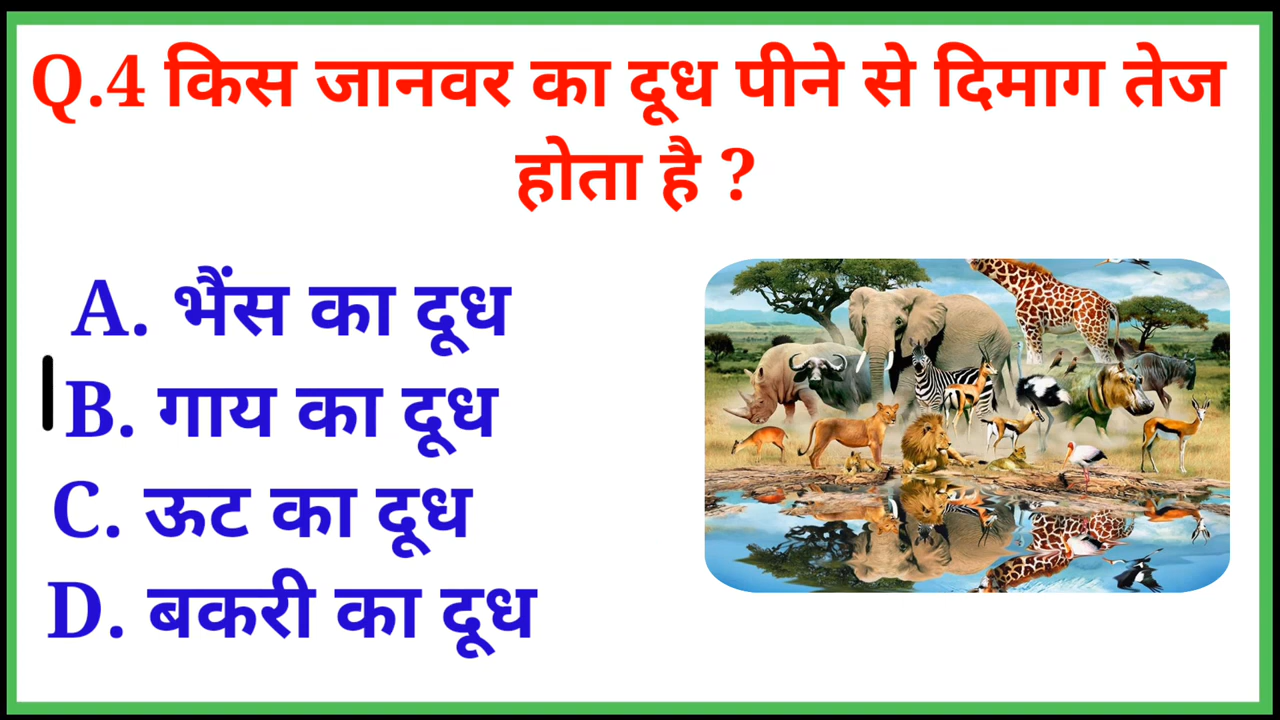 Q.4 किस जानवर का दूध पीने से दिमाग तेज
होता है ?
A. भैंस का दूध
B. गाय का दूध
C. ऊट का दूध
D. बकरी का दूध